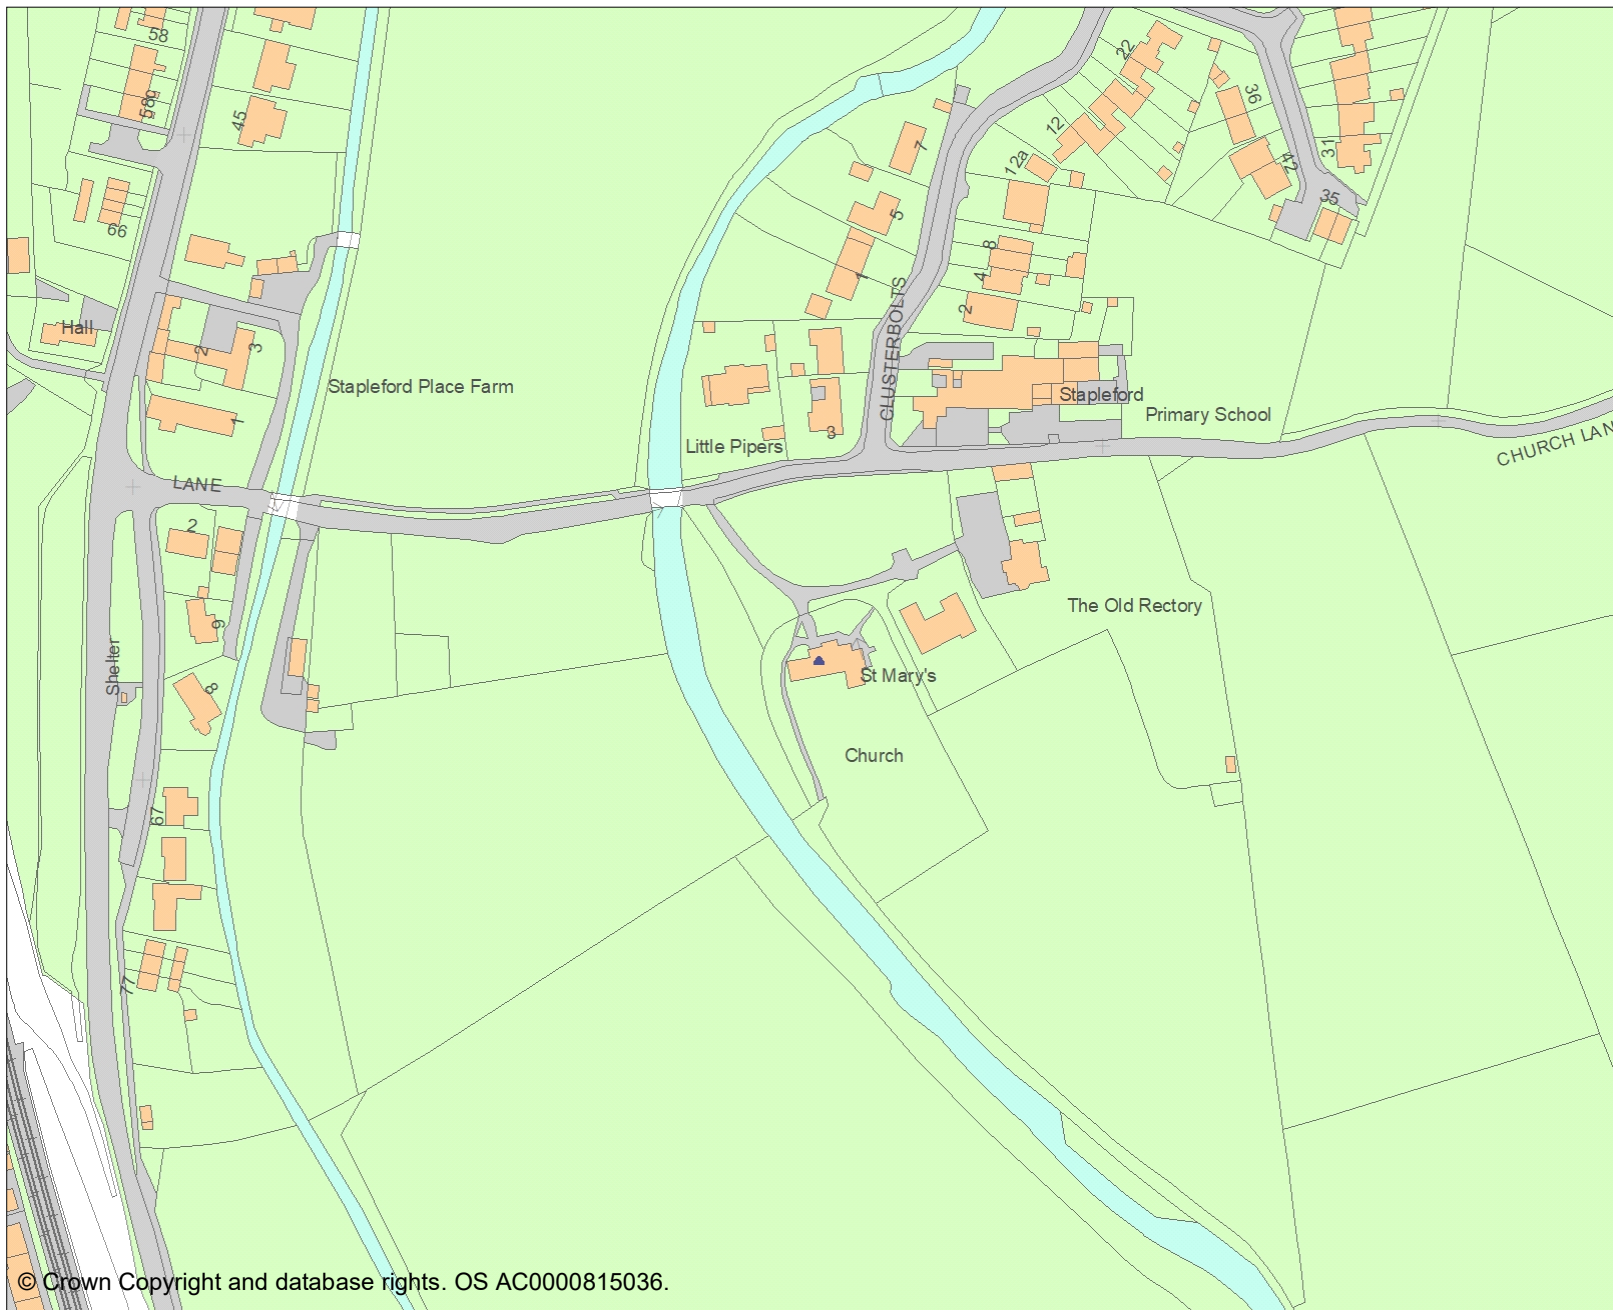 58
58g
45
66
Hall
2
3
1
Stapleford Place Farm
LANE
2
9
8
Shelter
67
77
22
12
12a
7
5
1
8
4
2
36
42
31
35
CLUSTERBOLTS
Little Pipers
3
Stapleford
Primary School
CHURCH LAN
The Old Rectory
St Mary's
Church
© Crown Copyright and database rights. OS AC0000815036.